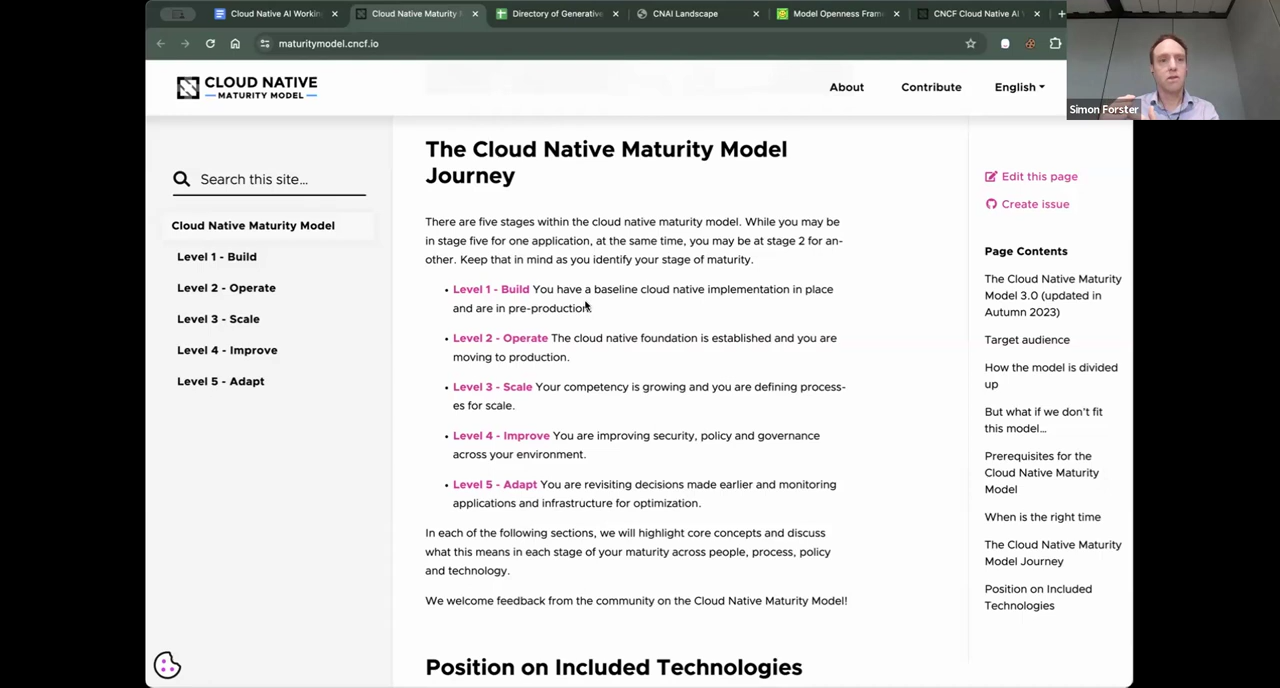 Cloud Native AI Workin
Cloud Native Maturity M
Directory of Generative
CNAI Landscape
Model Openness Fram
CNCF Cloud Native AI W
maturitymodel.cncf.io
CLOUD NATIVE
MATURITY MODEL
About
Contribute
English
Simon Forster
Search this site...
Cloud Native Maturity Model
Level 1 - Build
Level 2 - Operate
Level 3 - Scale
Level 4 - Improve
Level 5 - Adapt
The Cloud Native Maturity Model
Journey
There are five stages within the cloud native maturity model. While you may be
in stage five for one application, at the same time, you may be at stage 2 for an-
other. Keep that in mind as you identify your stage of maturity.
• Level 1 - Build You have a baseline cloud native implementation in place
and are in pre-production.
• Level 2 - Operate The cloud native foundation is established and you are
moving to production.
• Level 3 - Scale Your competency is growing and you are defining process-
es for scale.
• Level 4 - Improve You are improving security, policy and governance
across your environment.
• Level 5 - Adapt You are revisiting decisions made earlier and monitoring
applications and infrastructure for optimization.
In each of the following sections, we will highlight core concepts and discuss
what this means in each stage of your maturity across people, process, policy
and technology.
We welcome feedback from the community on the Cloud Native Maturity Model!
Position on Included Technologies
Edit this page
Create issue
Page Contents
The Cloud Native Maturity
Model 3.0 (updated in
Autumn 2023)
Target audience
How the model is divided
up
But what if we don't fit
this model...
Prerequisites for the
Cloud Native Maturity
Model
When is the right time
The Cloud Native Maturity
Model Journey
Position on Included
Technologies